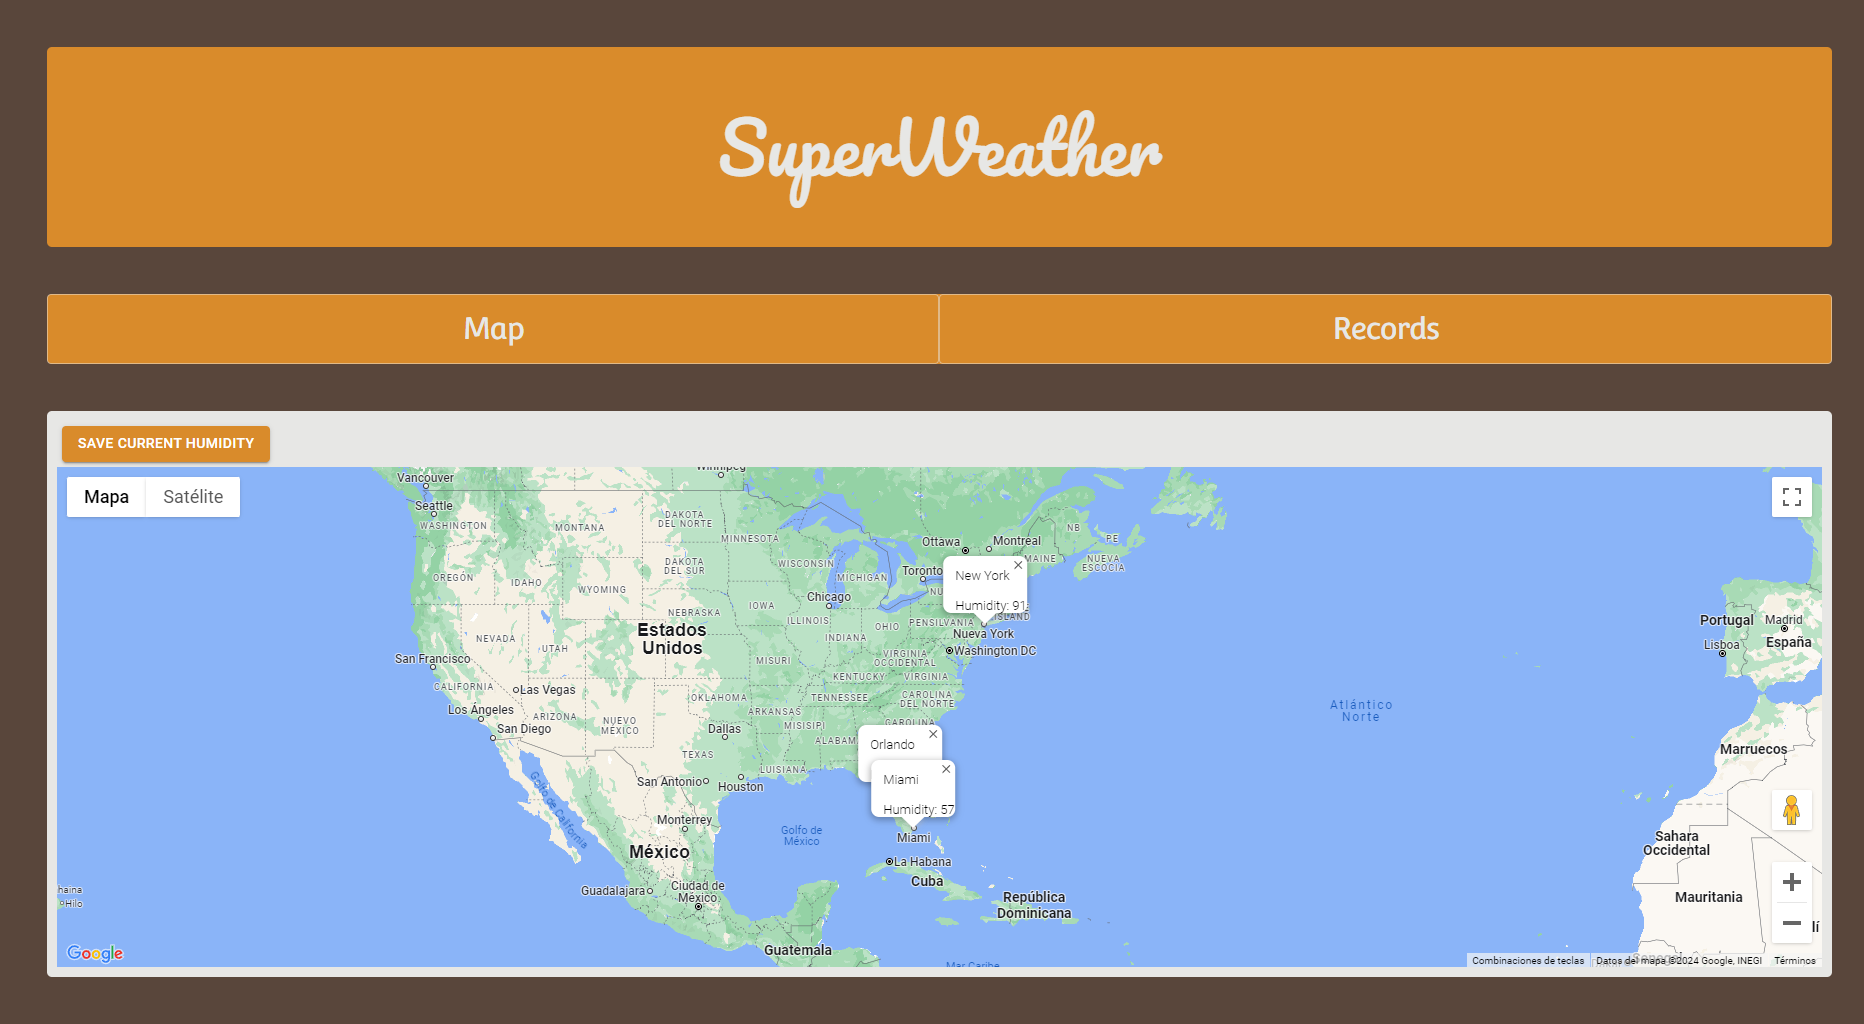 SuperWeather
Map
Records
SAVE CURRENT HUMIDITY
Mapa
Satélite
Winnipeg
Vancouver
Seattle
WASHINGTON
MONTANA
DAKOTA
DEL NORTE
MINNESOTA
Ottawa
Montreal
NB
PE
MAINE
NUEVA
ESCOCIA
OREGÓN
IDAHO
WYOMING
DAKOTA
DEL SUR
WISCONSIN
MICHIGAN
Toronto
New York
Humidity: 91
NEBRASKA
IOWA
Chicago
ILLINOIS
INDIANA
OHIO
PENSILVANIA
ISLAND
Nueva York
Washington DC
NEVADA
UTAH
Estados
Unidos
MISURI
VIRGINIA
OCCIDENTAL
KENTUCKY
VIRGINIA
San Francisco
CALIFORNIA
Las Vegas
Los Ángeles
San Diego
ARIZONA
NUEVO
MÉXICO
OKLAHOMA
ARKANSAS
TENNESSEE
CAROLINA
DEL NORTE
MISISIPI
CAROLINA
ALABAM
Dallas
TEXAS
LUISIANA
San Antonio
Houston
Orlando
Miami
Humidity: 57
Miami
Golfo de California
Monterrey
Golfo de
México
México
La Habana
Cuba
Guadalajara
Ciudad de
México
República
Dominicana
Guatemala
Mar Caribe
haina
Hilo
Atlántico
Norte
Portugal
Madrid
España
Lisboa
Marruecos
Sahara
Occidental
Mauritania
lí
Senegal
Google
Combinaciones de teclas
Datos del mapa ©2024 Google, INEGI
Términos